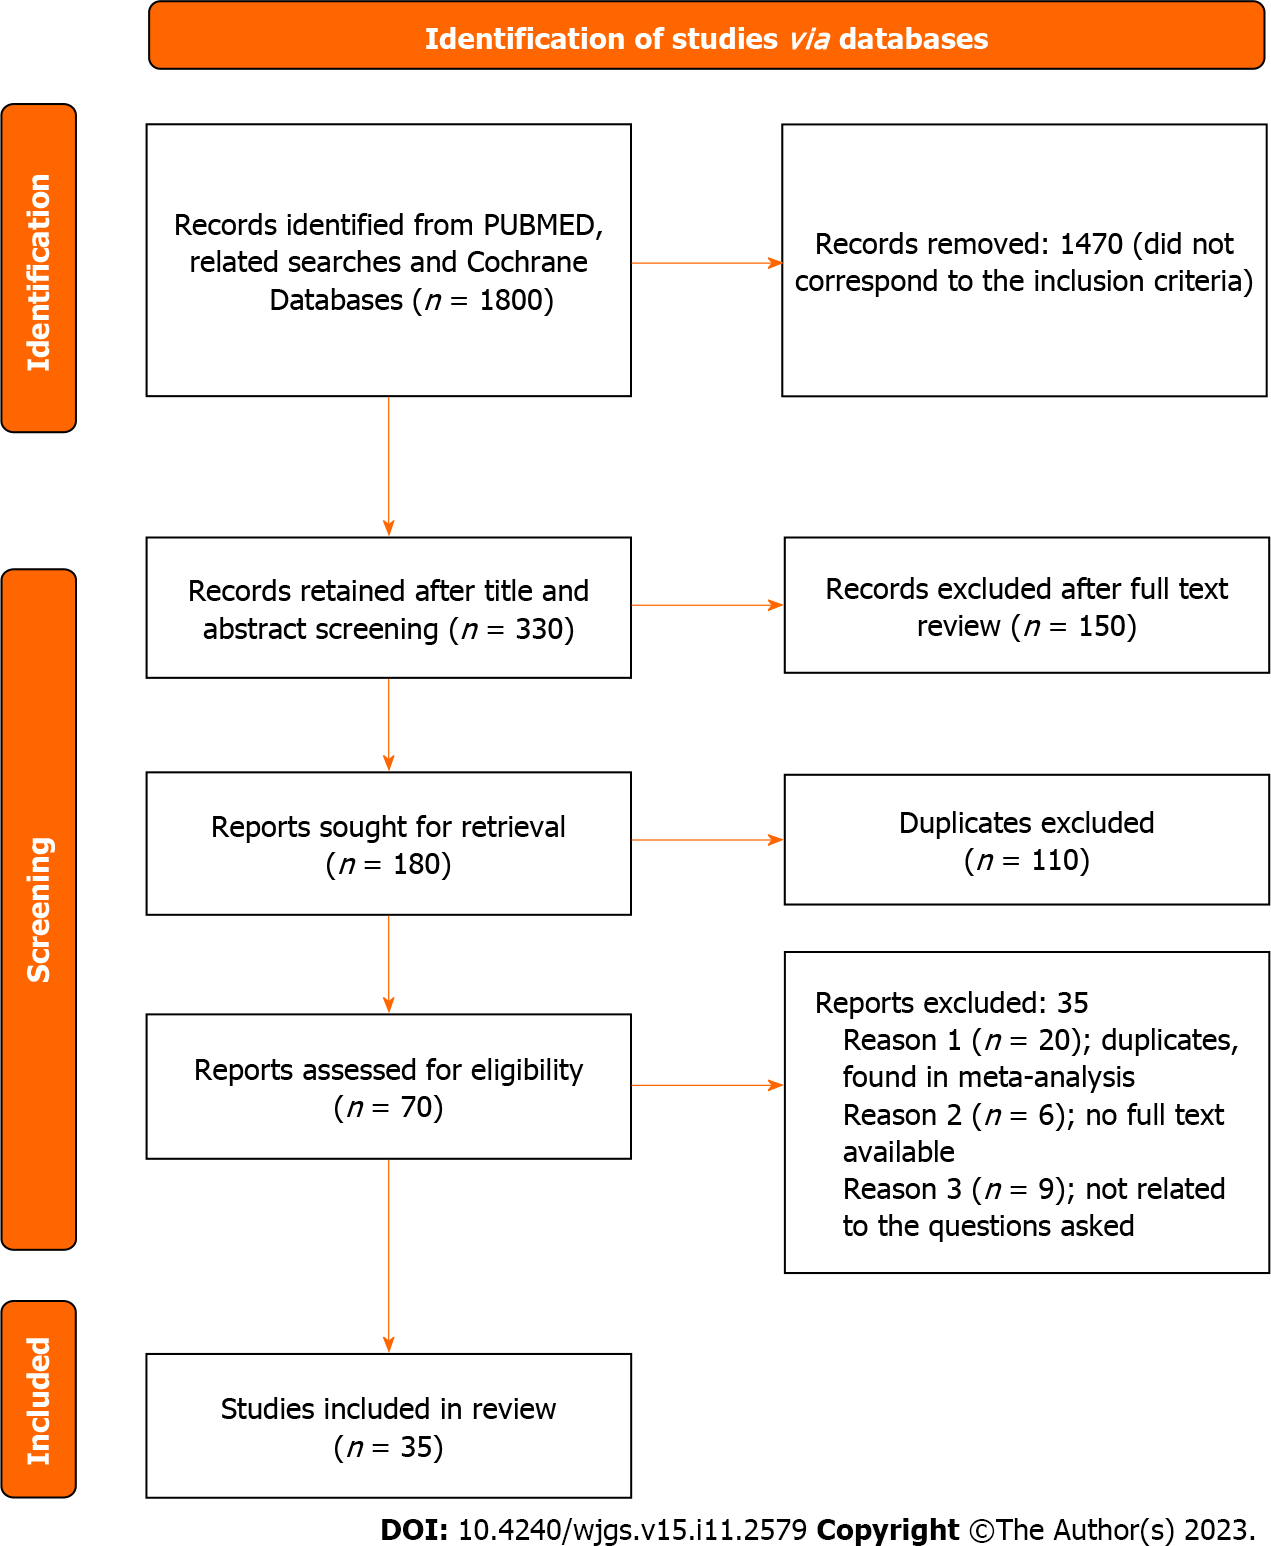 Identification of studies via databases
Identification
Records identified from PUBMED,
related searches and Cochrane
Databases (n = 1800)
Records removed: 1470 (did not
correspond to the inclusion criteria)
Screening
Records retained after title and
abstract screening (n = 330)
Records excluded after full text
review (n = 150)
Reports sought for retrieval
(n = 180)
Duplicates excluded
(n = 110)
Reports assessed for eligibility
(n = 70)
Reports excluded: 35
Reason 1 (n = 20); duplicates,
found in meta-analysis
Reason 2 (n = 6); no full text
available
Reason 3 (n = 9); not related
to the questions asked
Included
Studies included in review
(n = 35)
DOI: 10.4240/wjgs.v15.i11.2579 Copyright ©The Author(s) 2023.